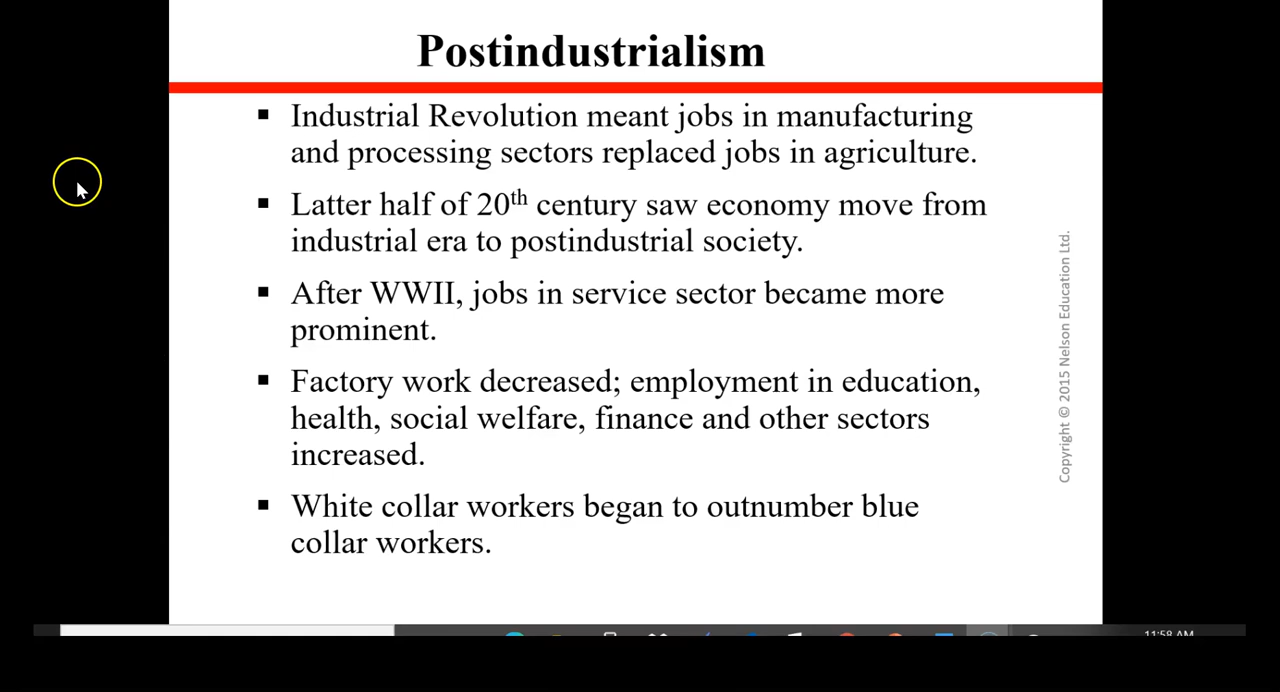 Postindustrialism
▪ Industrial Revolution meant jobs in manufacturing
and processing sectors replaced jobs in agriculture.
▪ Latter half of 20th century saw economy move from
industrial era to postindustrial society.
▪ After WWII, jobs in service sector became more
prominent.
▪ Factory work decreased; employment in education,
health, social welfare, finance and other sectors
increased.
▪ White collar workers began to outnumber blue
collar workers.
Copyright © 2015 Nelson Education Ltd.
11:58 AM